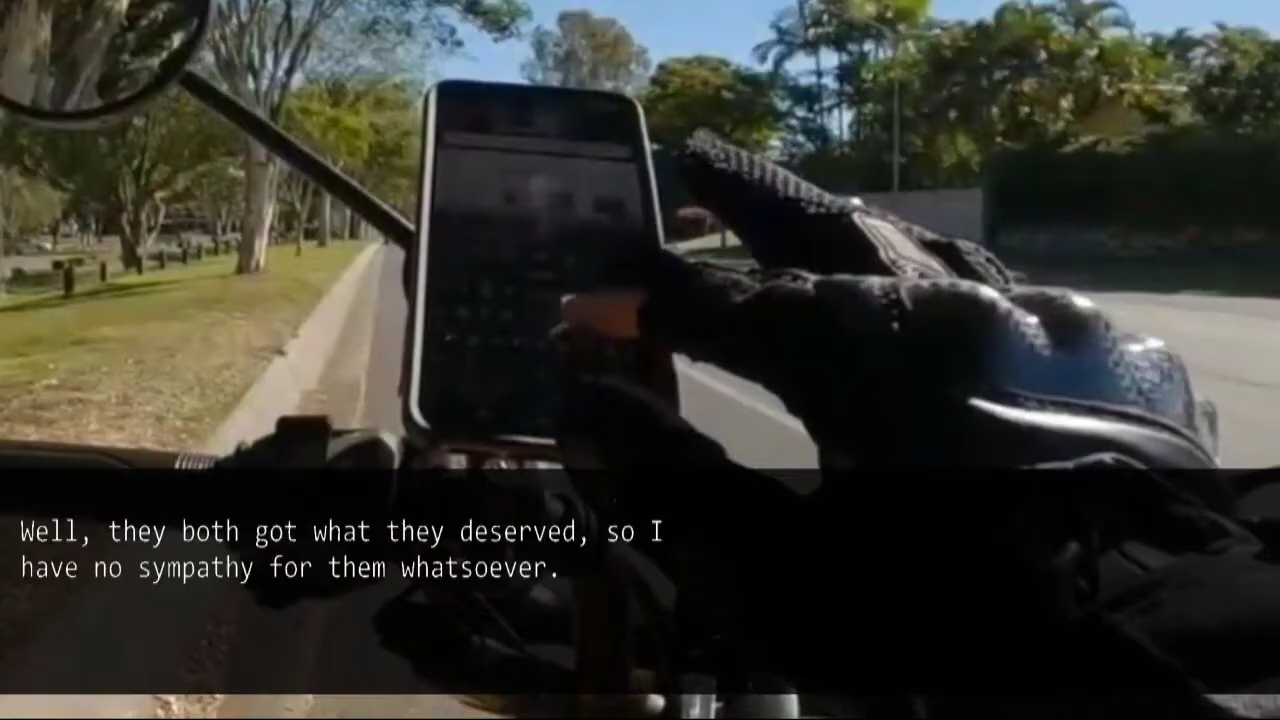 Well, they both got what they deserved, so I
have no sympathy for them whatsoever.